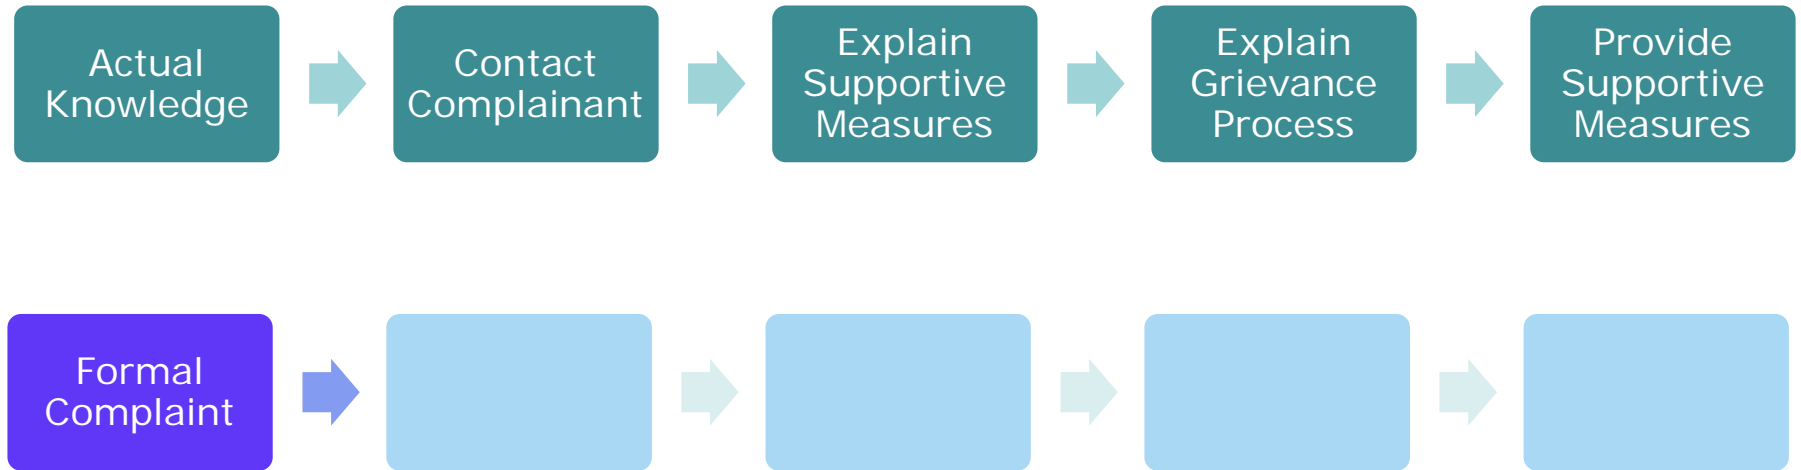 Actual
Knowledge
Contact
Complainant
Explain
Supportive
Measures
Explain
Grievance
Process
Provide
Supportive
Measures
Formal
Complaint